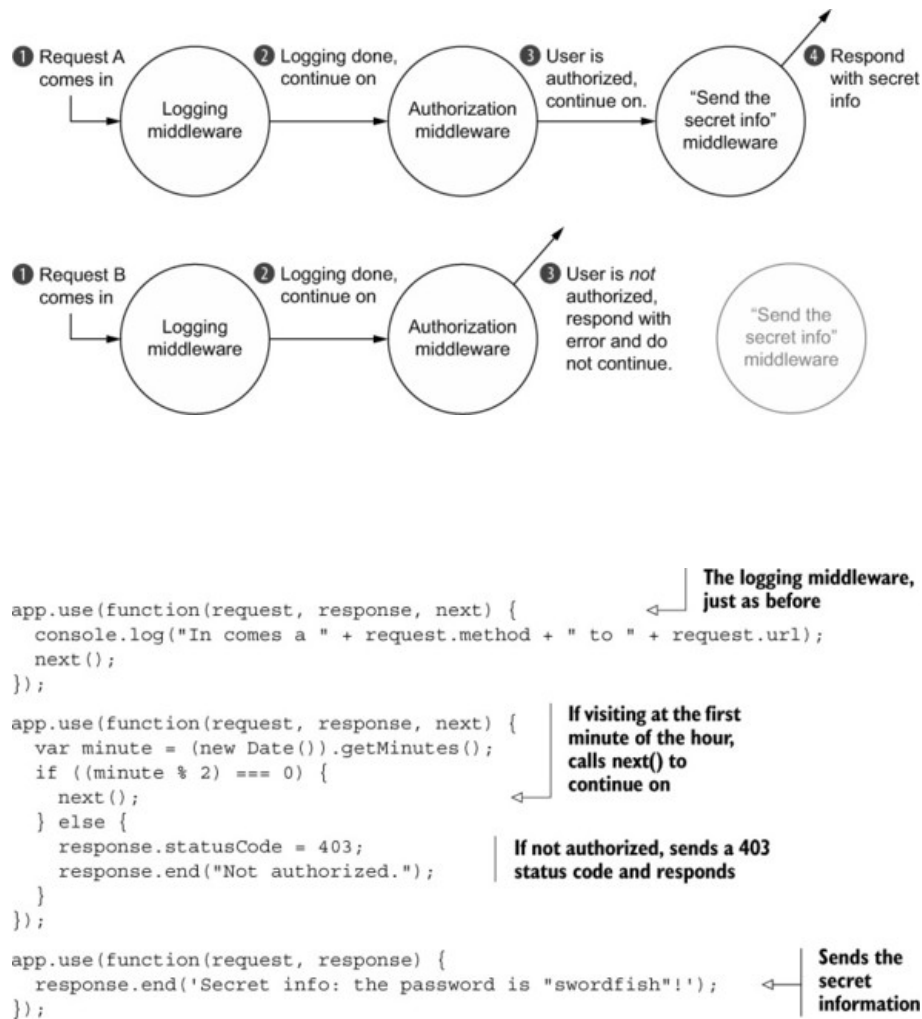 1 Request A
comes in
2 Logging done,
continue on
3 User is
authorized,
continue on.
4 Respond
with secret
info
Logging
middleware
Authorization
middleware
“Send the
secret info”
middleware
1 Request B
comes in
2 Logging done,
continue on
3 User is not
authorized,
respond with
error and do
not continue.
Logging
middleware
Authorization
middleware
“Send the
secret info”
middleware
The logging middleware,
just as before
app.use(function(request, response, next) {
  console.log("In comes a " + request.method + " to " + request.url);
  next();
});
app.use(function(request, response, next) {
  var minute = (new Date()).getMinutes();
  if ((minute % 2) === 0) {
    next();
  } else {
    response.statusCode = 403;
    response.end("Not authorized.");
  }
});
If visiting at the first
minute of the hour,
calls next() to
continue on
If not authorized, sends a 403
status code and responds
app.use(function(request, response) {
  response.end('Secret info: the password is "swordfish"!');
});
Sends the
secret
information